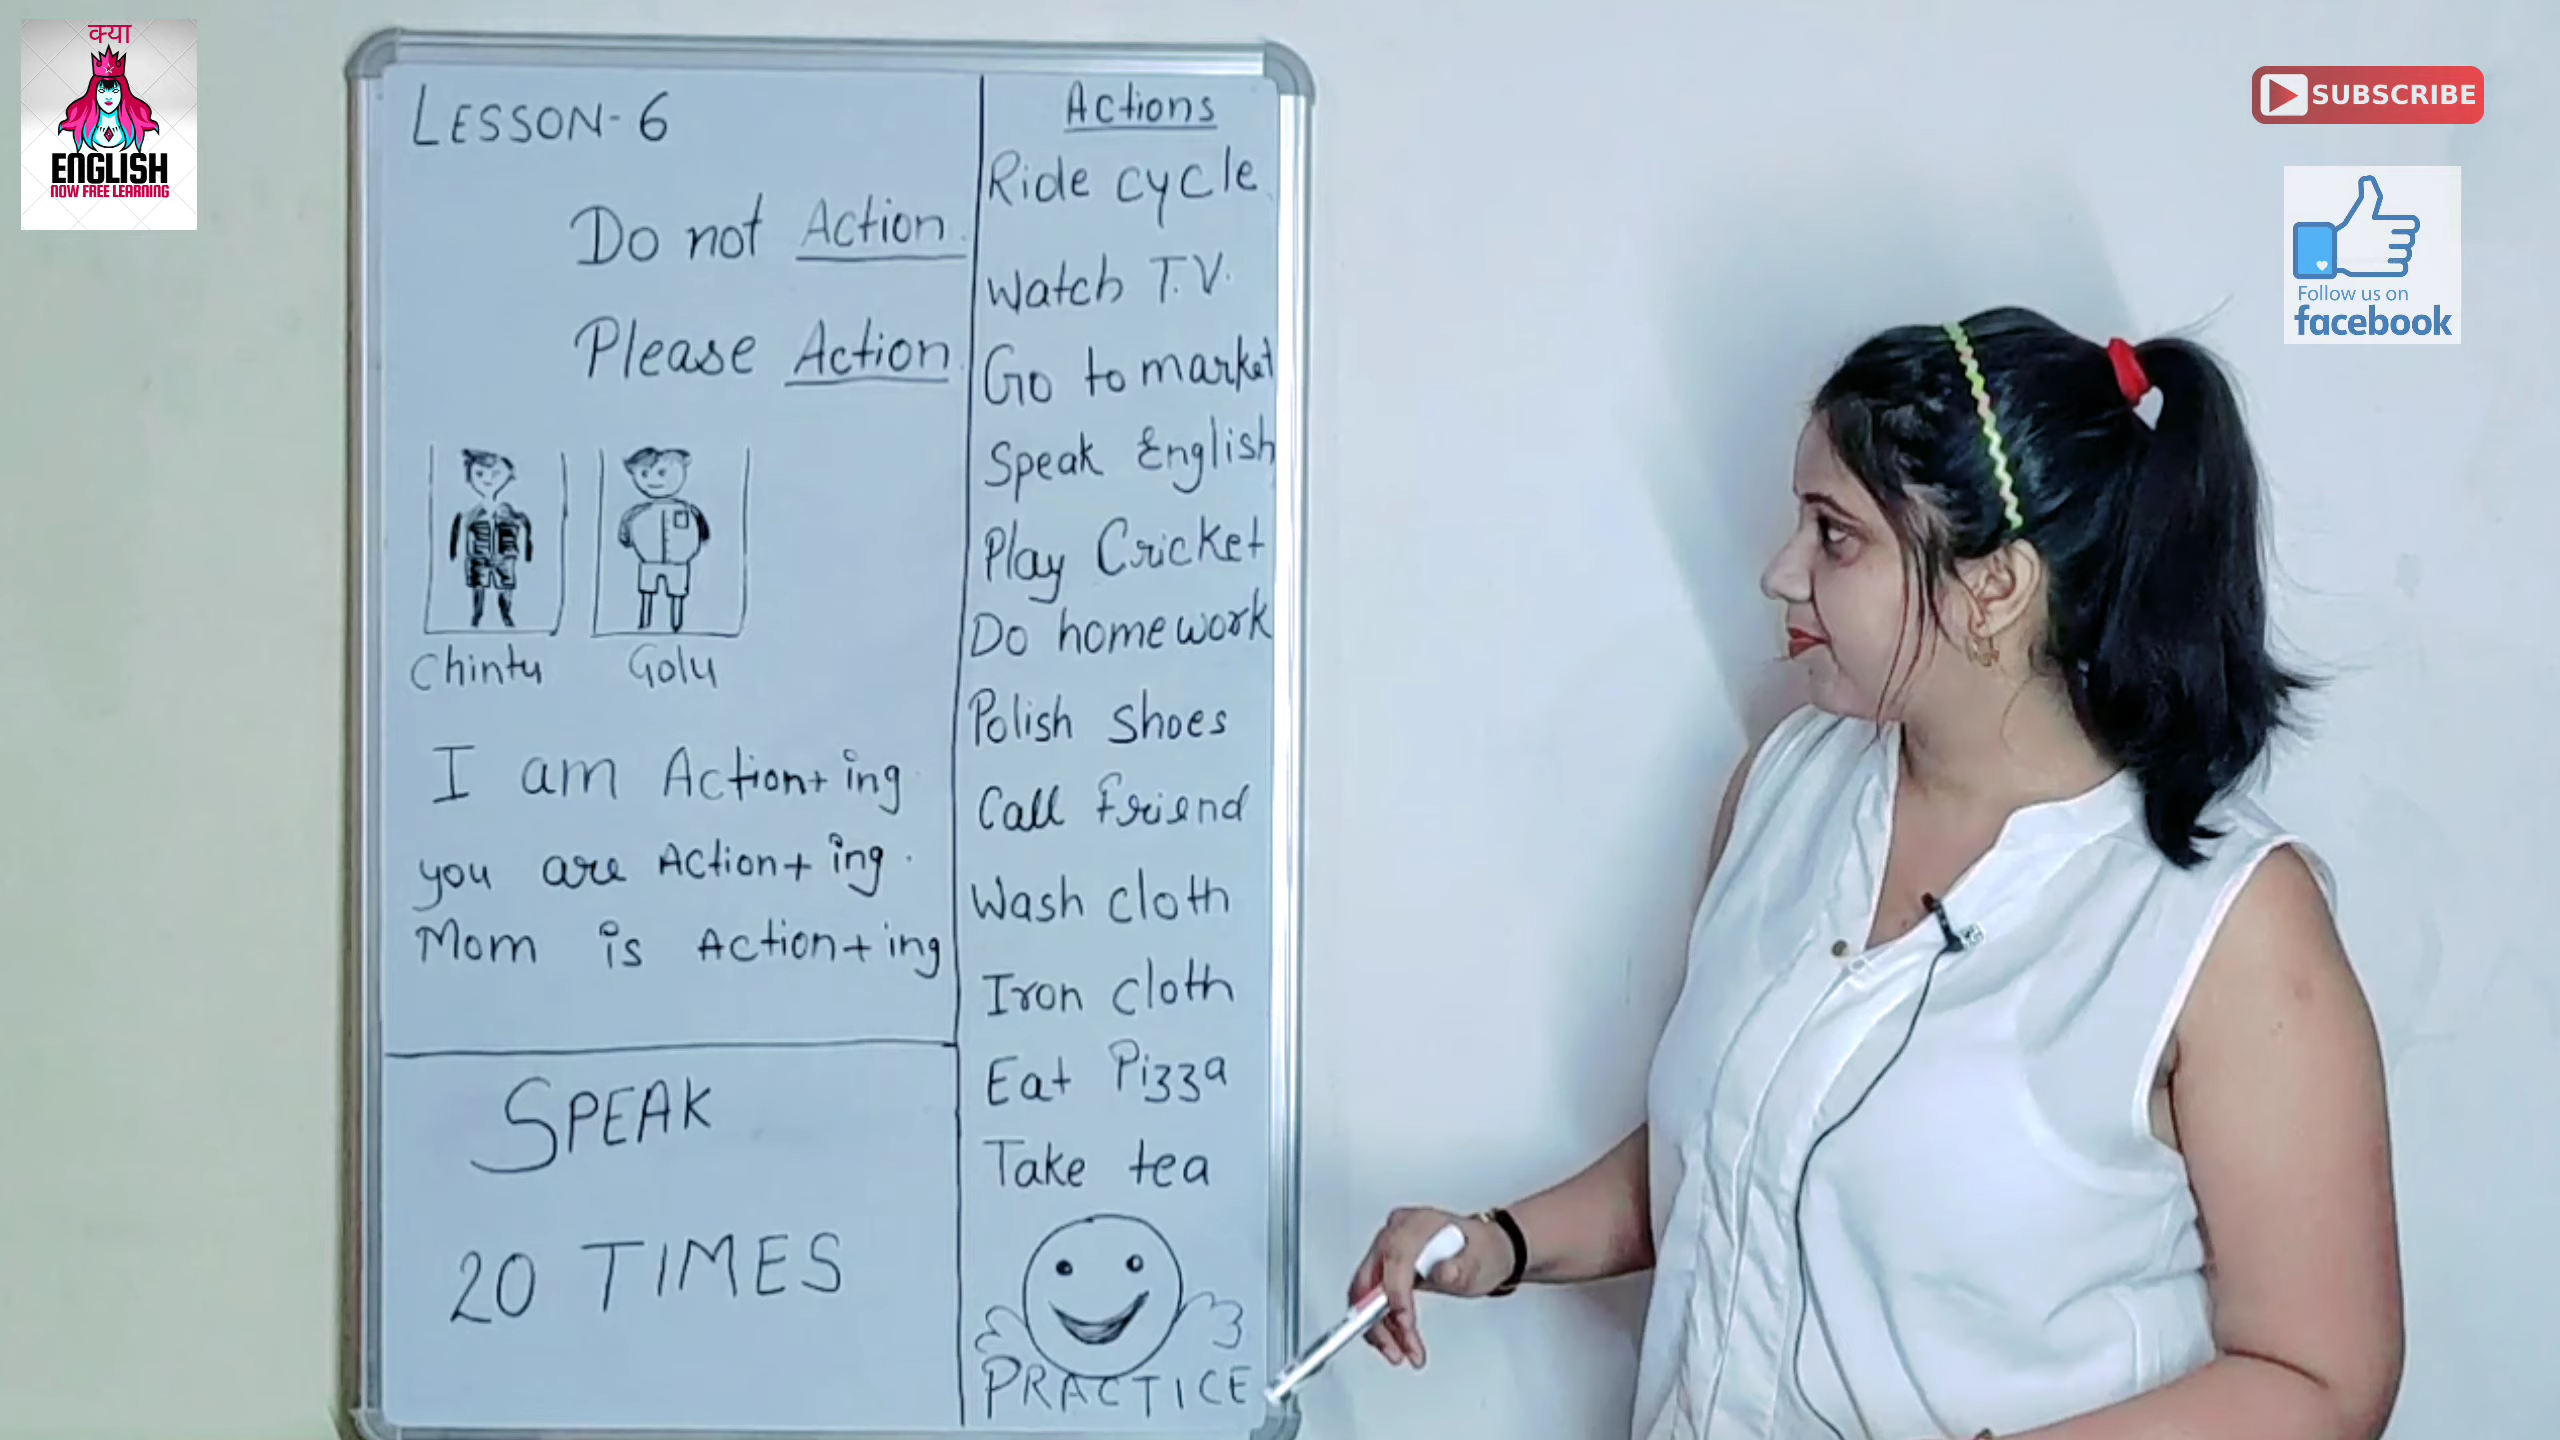 क्या
ENGLISH
NOW FREE LEARNING
LESSON-6
Do not Action.
Please Action.
Chintu
Golu
I am Action+ ing.
you are Action+ ing.
Mom is Action+ ing
SPEAK
20 TIMES
Actions
Ride cycle
Watch T.V.
Go to market
Speak English
Play Cricket
Do homework
Polish shoes
Call friend
Wash cloth
Iron cloth
Eat Pizza
Take tea
PRACTICE
SUBSCRIBE
Follow us on
facebook